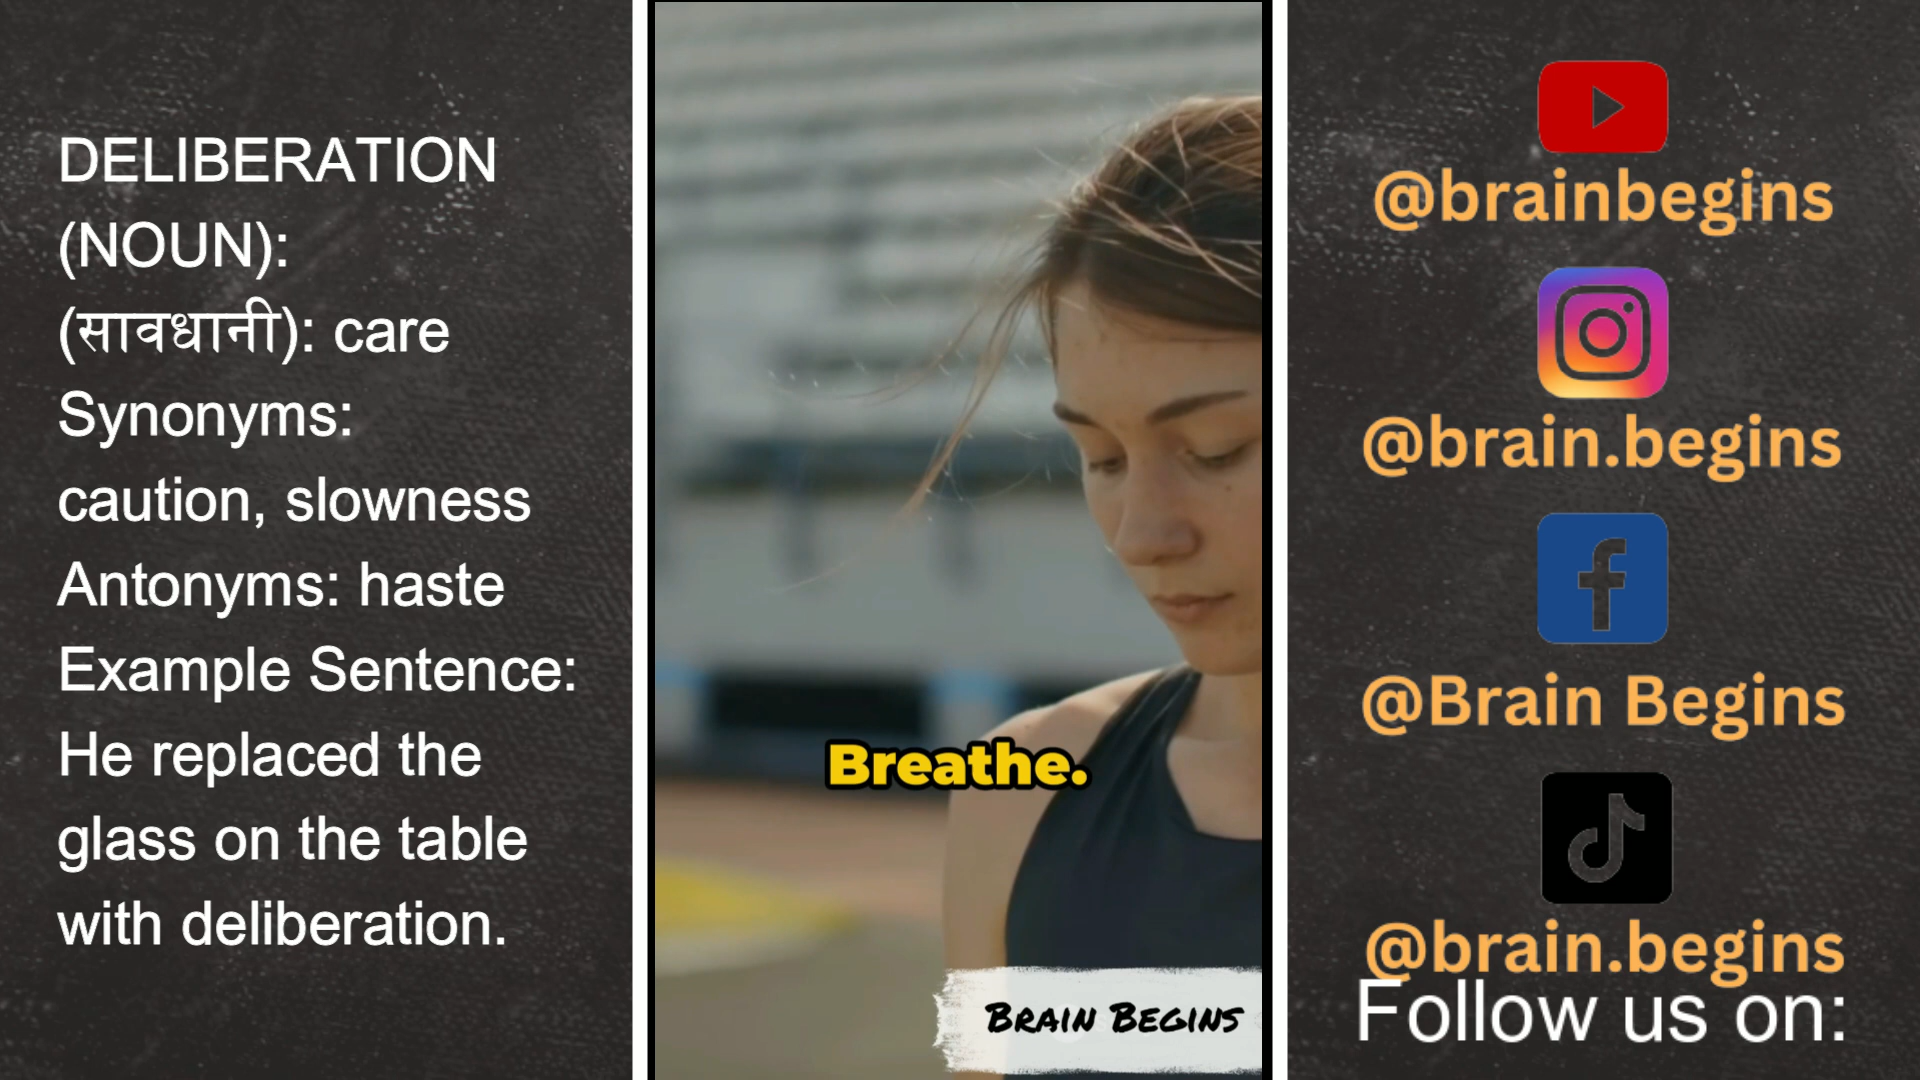 DELIBERATION
(NOUN):
(सावधानी): care
Synonyms:
caution, slowness
Antonyms: haste
Example Sentence:
He replaced the
glass on the table
with deliberation.
Breathe.
BRAIN BEGINS
@brainbegins
@brain.begins
@Brain Begins
@brain.begins
Follow us on: